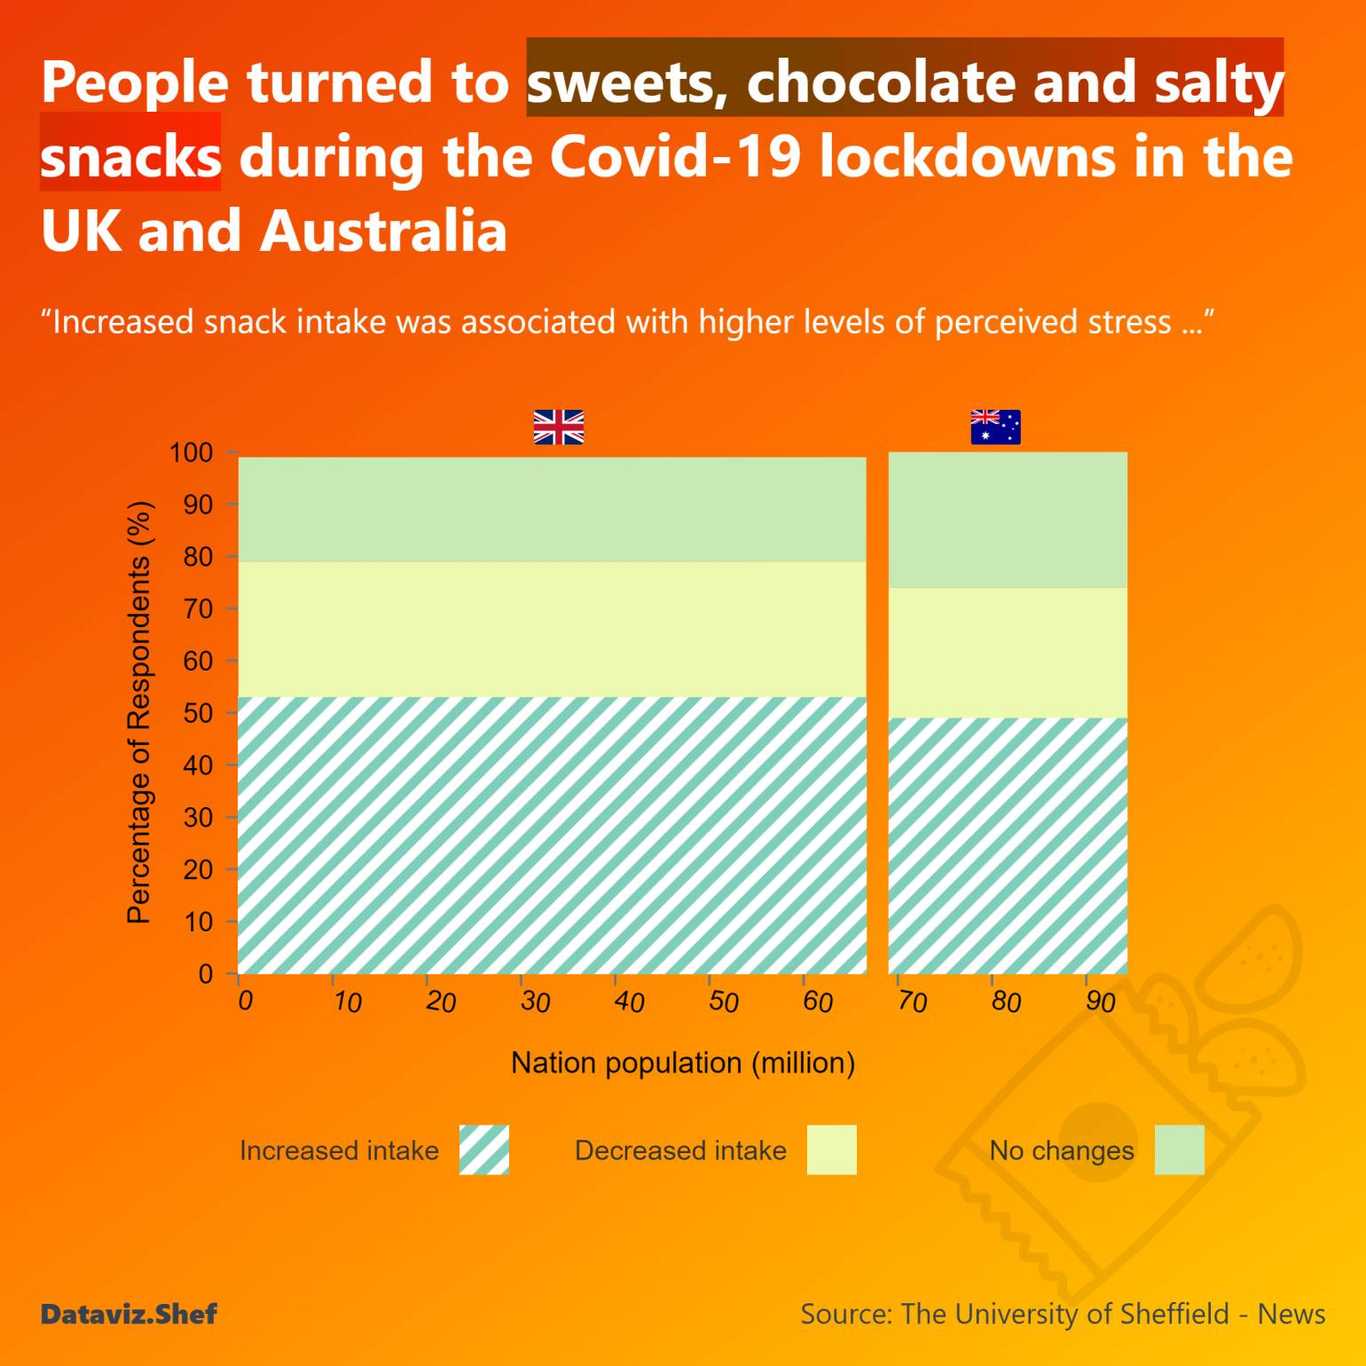 People turned to sweets, chocolate and salty
snacks during the Covid-19 lockdowns in the
UK and Australia
“Increased snack intake was associated with higher levels of perceived stress ...”
100
90
80
70
60
50
40
30
20
10
0
Percentage of Respondents (%)
0 10 20 30 40 50 60 70 80 90
Nation population (million)
Increased intake Decreased intake No changes
Dataviz.Shef Source: The University of Sheffield - News